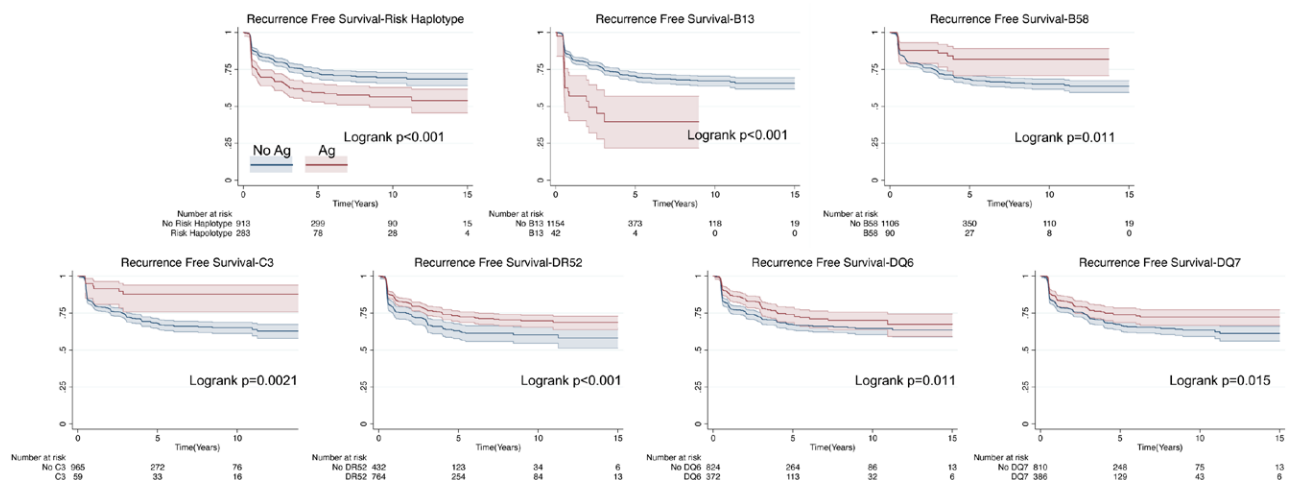 Recurrence Free Survival-Risk Haplotype
1
.75
.5
.25
0
No Ag Ag
Logrank p<0.001
0 5 10 15
Time(Years)
Number at risk
No Risk Haplotype 913 299 90 15
Risk Hapolotype 283 78 28 4
Recurrence Free Survival-B13
1
.75
.5
.25
0
Logrank p<0.001
0 5 10 15
Time(Years)
Number at risk
No B13 1154 373 118 19
B13 42 4 0 0
Recurrence Free Survival-B58
1
.75
.5
.25
0
Logrank p=0.011
0 5 10 15
Time(Years)
Number at risk
No B58 1106 350 110 19
B58 90 27 8 0
Recurrence Free Survival-C3
1
.75
.5
.25
0
Logrank p=0.0021
0 5 10
Time(Years)
Number at risk
No C3 965 272 76
C3 59 33 16
Recurrence Free Survival-DR52
1
.75
.5
.25
0
Logrank p<0.001
0 5 10 15
Time(Years)
Number at risk
No DR52 432 123 34 6
DR52 764 254 84 13
Recurrence Free Survival-DQ6
1
.75
.5
.25
0
Logrank p=0.011
0 5 10 15
Time(Years)
Number at risk
No DQ6 824 264 86 13
DQ6 372 113 32 6
Recurrence Free Survival-DQ7
1
.75
.5
.25
0
Logrank p=0.015
0 5 10 15
Time(Years)
Number at risk
No DQ7 810 248 75 13
DQ7 386 129 43 6